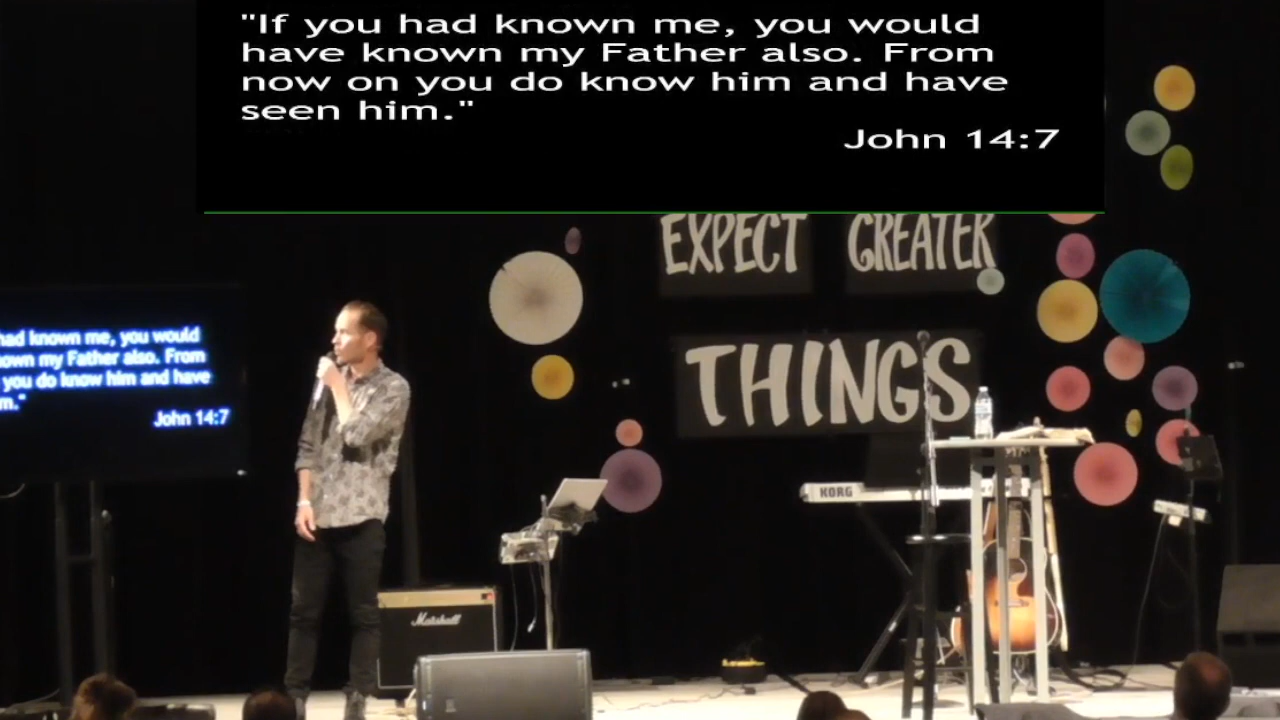 "If you had known me, you would
have known my Father also. From
now on you do know him and have
seen him."
John 14:7
EXPECT GREATER
THINGS
had known me, you would
own my Father also. From
you do know him and have
m."
John 14:7
KORG
Marshall